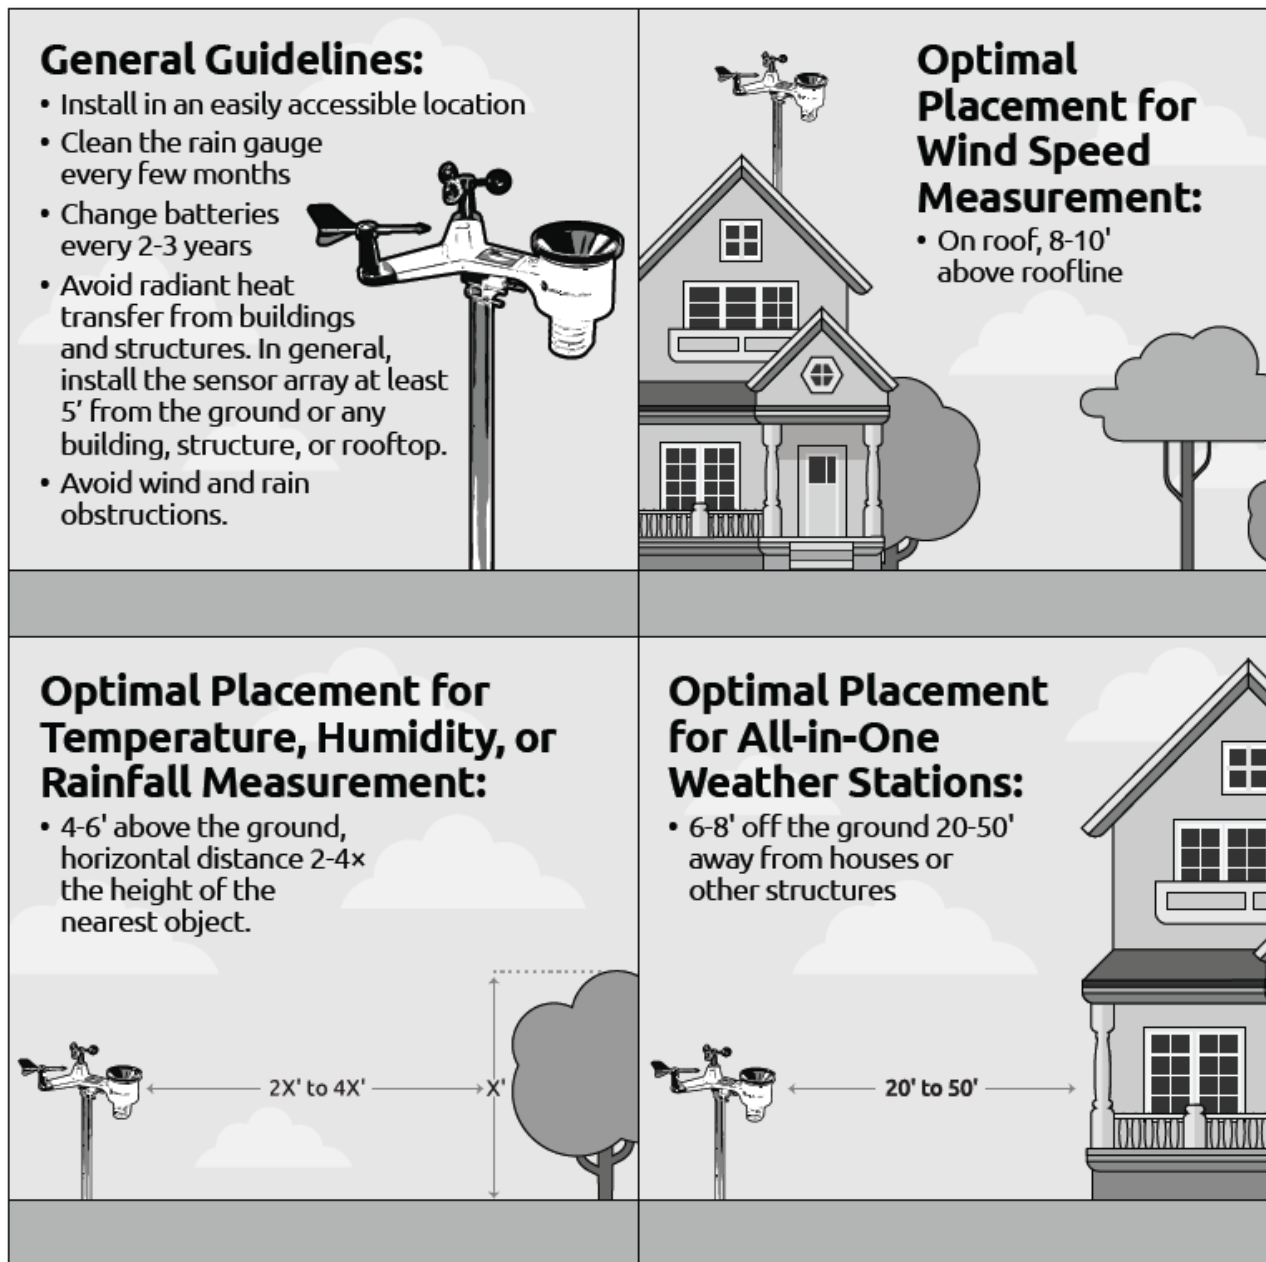 General Guidelines:
• Install in an easily accessible location
• Clean the rain gauge
every few months
• Change batteries
every 2-3 years
• Avoid radiant heat
transfer from buildings
and structures. In general,
install the sensor array at least
5′ from the ground or any
building, structure, or rooftop.
• Avoid wind and rain
obstructions.
Optimal
Placement for
Wind Speed
Measurement:
• On roof, 8-10'
above roofline
Optimal Placement for
Temperature, Humidity, or
Rainfall Measurement:
• 4-6' above the ground,
horizontal distance 2-4×
the height of the
nearest object.
2X' to 4X'
X'
Optimal Placement
for All-in-One
Weather Stations:
• 6-8' off the ground 20-50'
away from houses or
other structures
20' to 50'